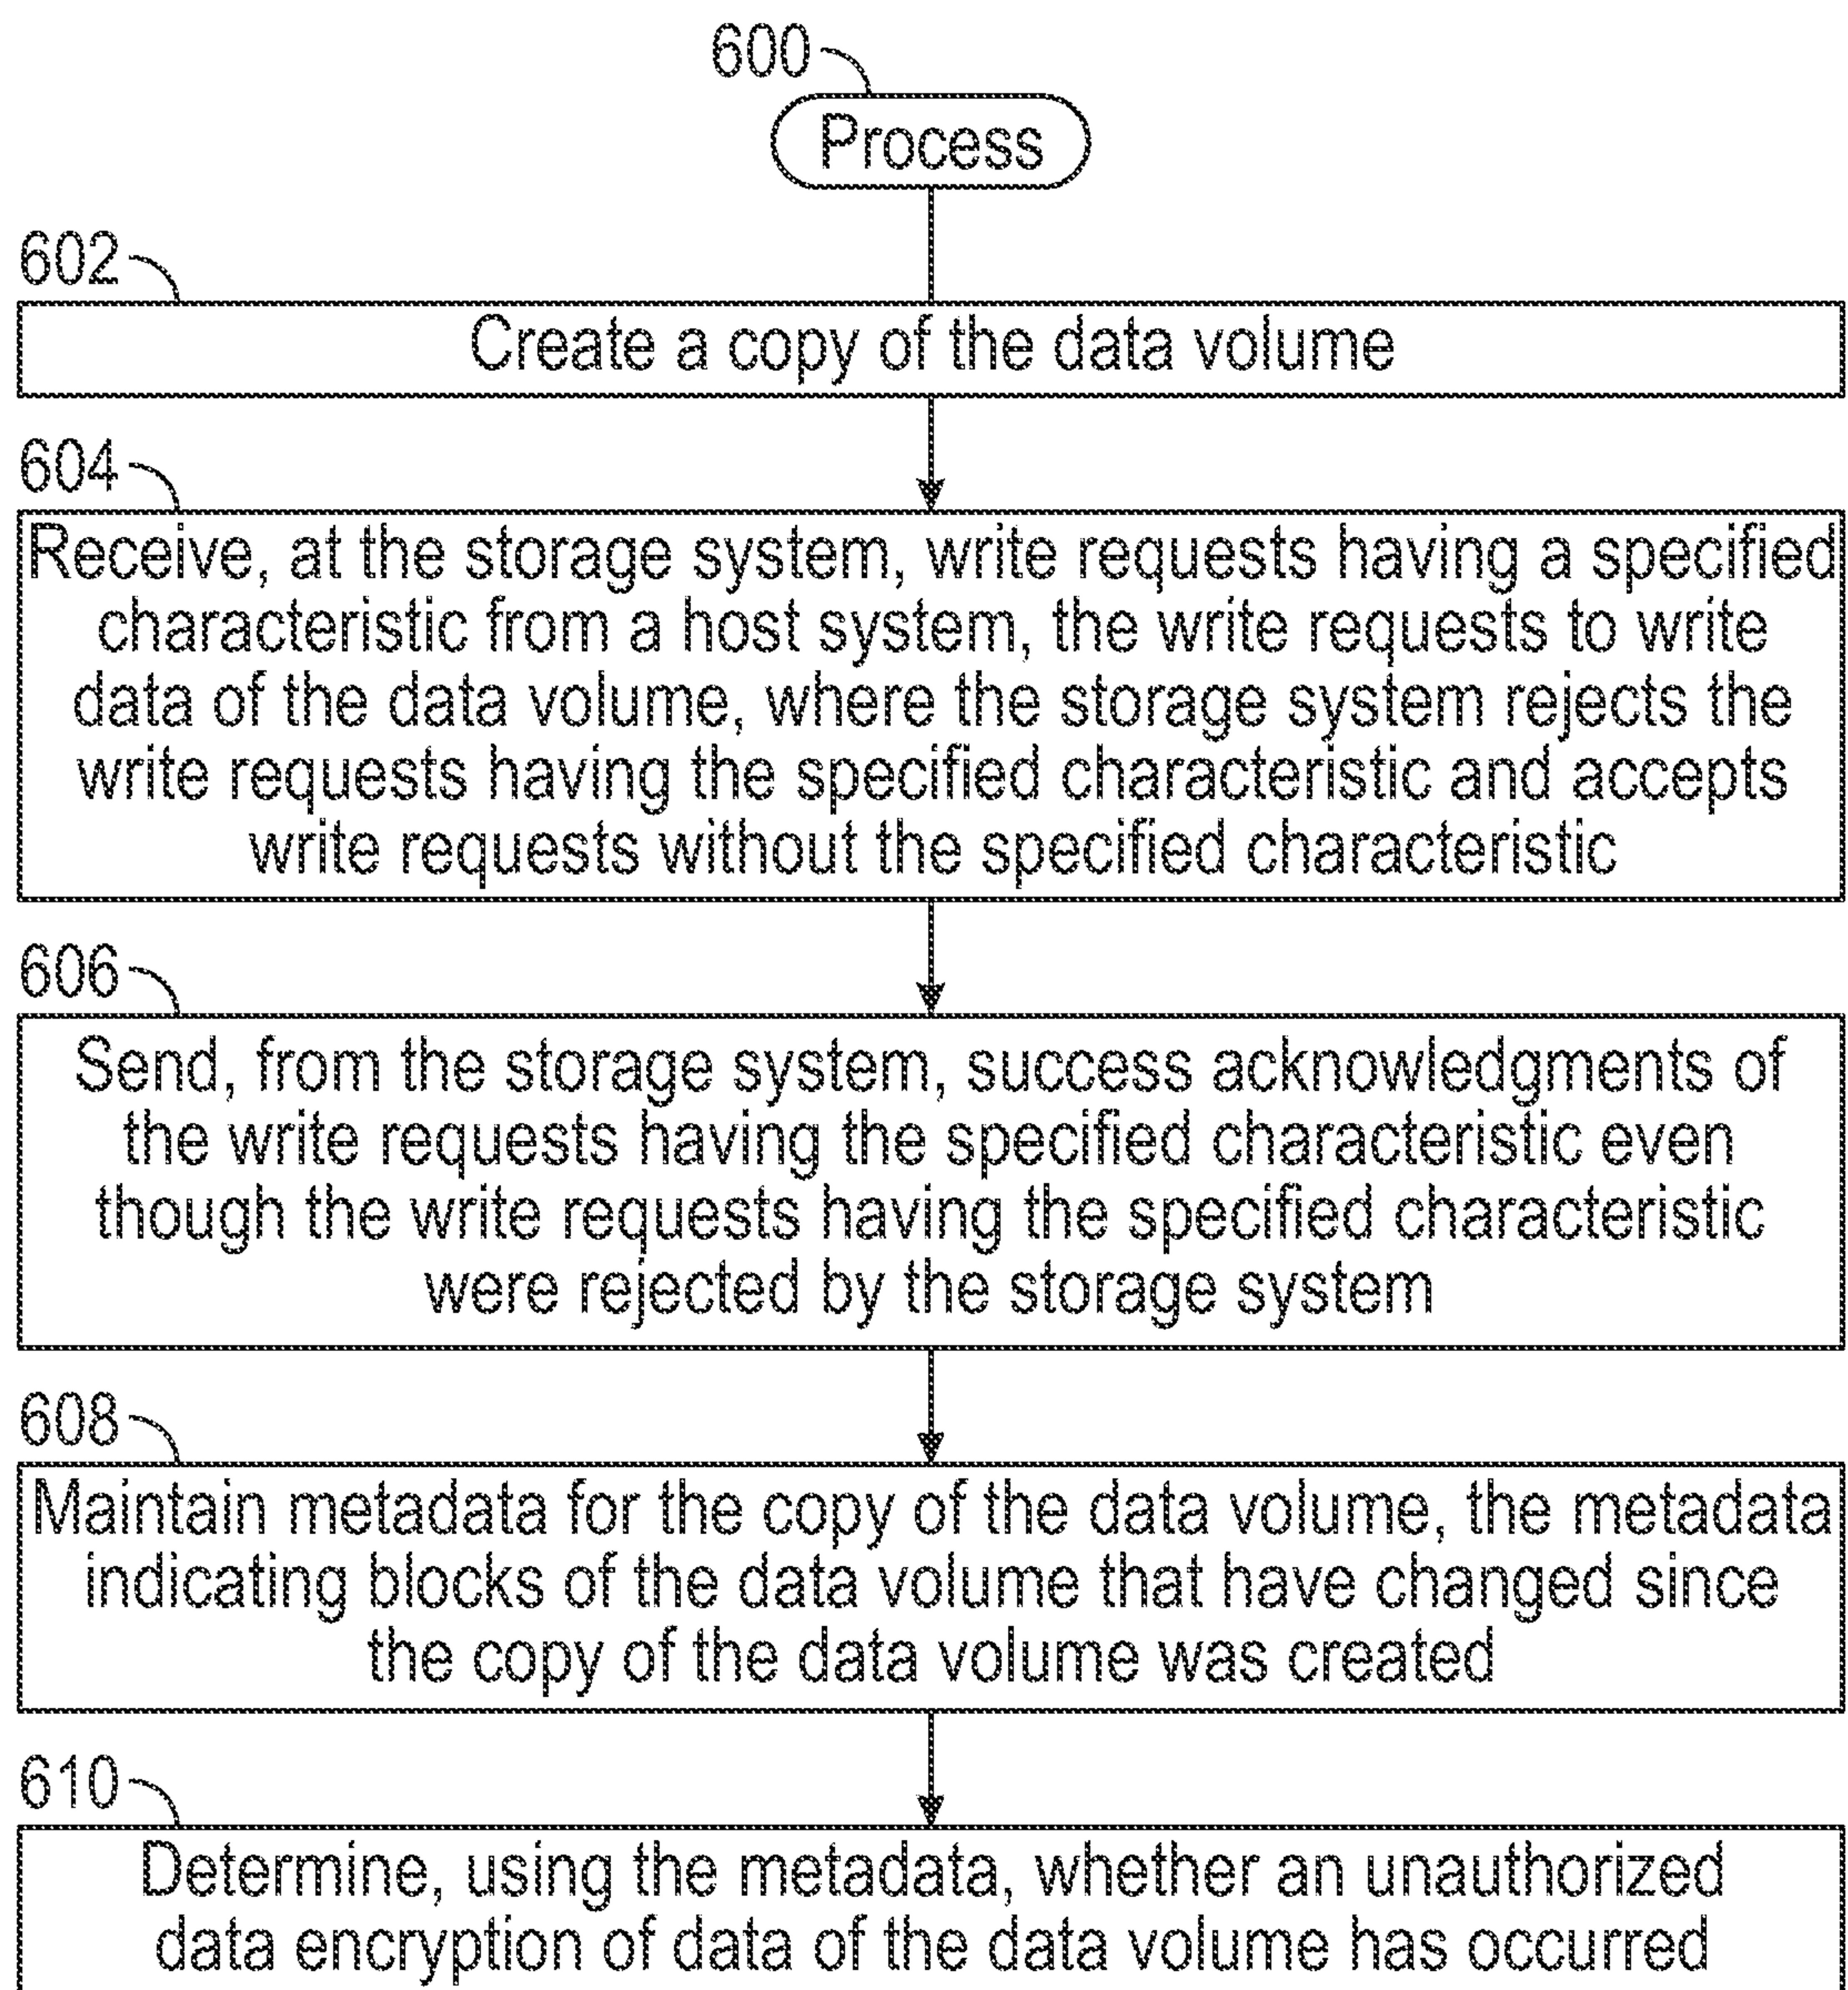 600
Process
602
Create a copy of the data volume
604
Receive, at the storage system, write requests having a specified
characteristic from a host system, the write requests to write
data of the data volume, where the storage system rejects the
write requests having the specified characteristic and accepts
write requests without the specified characteristic
606
Send, from the storage system, success acknowledgments of
the write requests having the specified characteristic even
though the write requests having the specified characteristic
were rejected by the storage system
608
Maintain metadata for the copy of the data volume, the metadata
indicating blocks of the data volume that have changed since
the copy of the data volume was created
610
Determine, using the metadata, whether an unauthorized
data encryption of data of the data volume has occurred